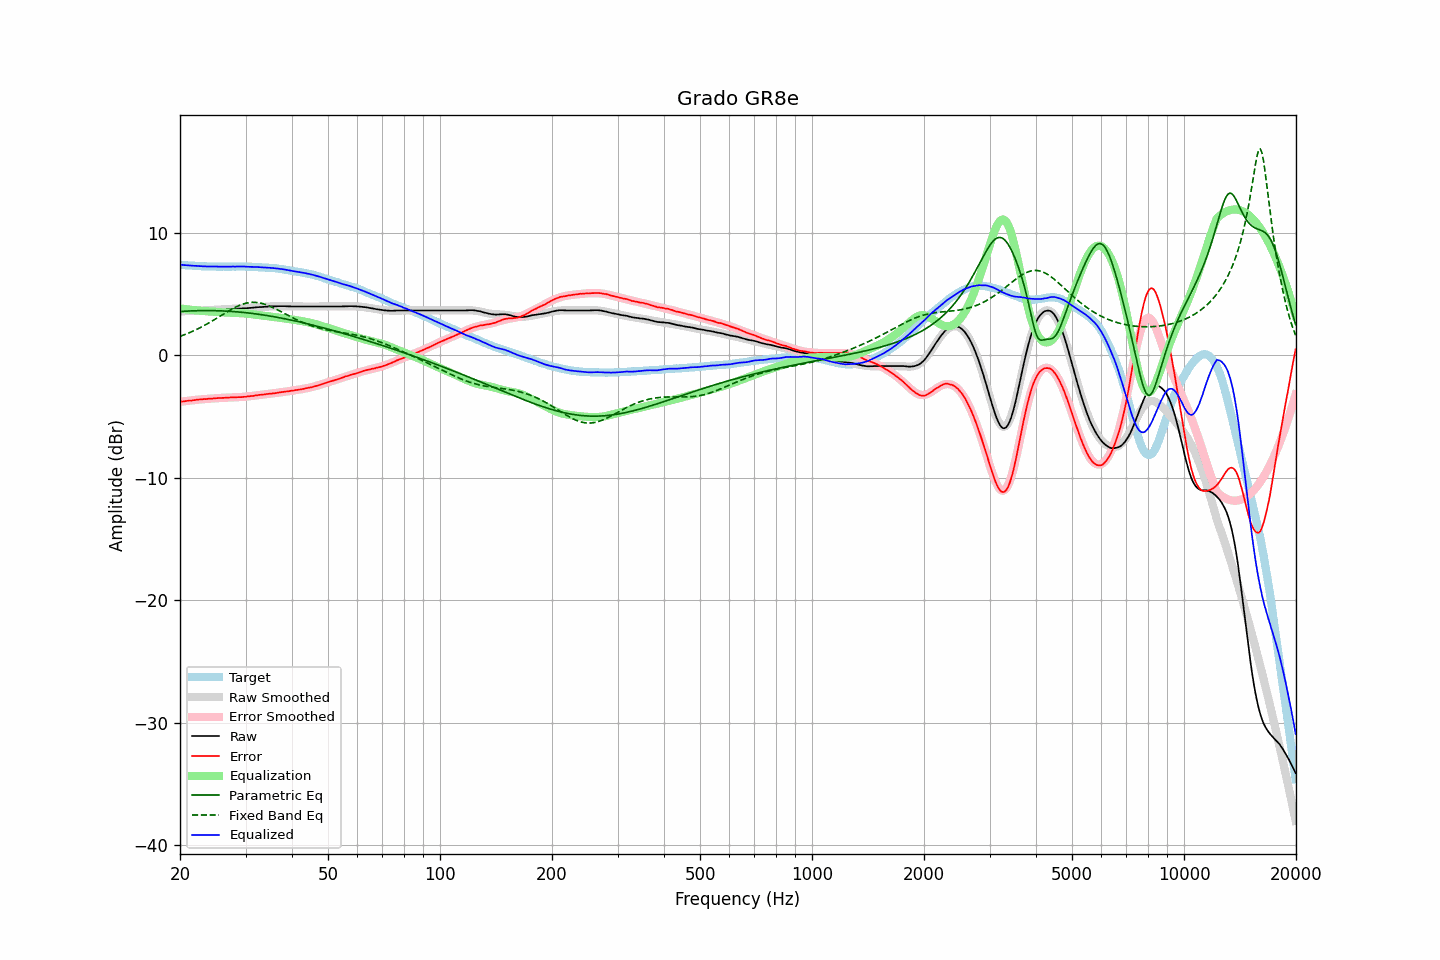 Grado GR8e
Amplitude (dBr)
10
0
−10
−20
−30
−40
Target
Raw Smoothed
Error Smoothed
Raw
Error
Equalization
Parametric Eq
Fixed Band Eq
Equalized
20 50 100 200 500 1000 2000 5000 10000 20000
Frequency (Hz)